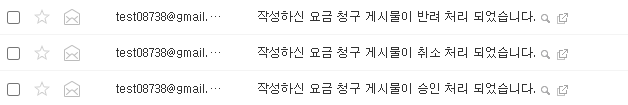 test08738@gmail.··· 작성하신 요금 청구 게시물이 반려 처리 되었습니다.
test08738@gmail.··· 작성하신 요금 청구 게시물이 취소 처리 되었습니다.
test08738@gmail.··· 작성하신 요금 청구 게시물이 승인 처리 되었습니다.